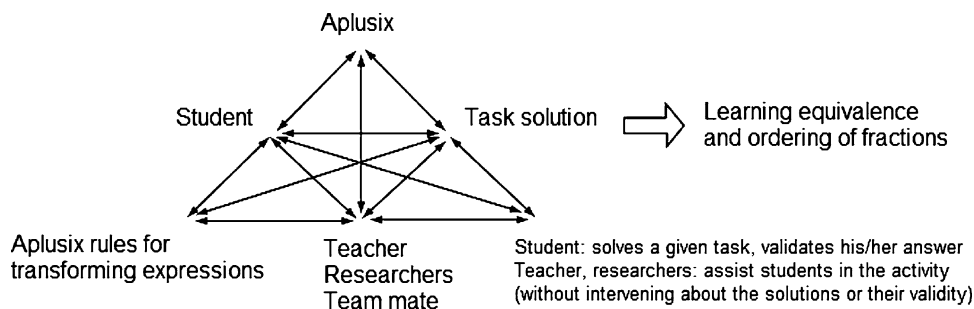 Aplusix
Student
Task solution
Learning equivalence
and ordering of fractions
Aplusix rules for
transforming expressions
Teacher
Researchers
Team mate
Student: solves a given task, validates his/her answer
Teacher, researchers: assist students in the activity
(without intervening about the solutions or their validity)